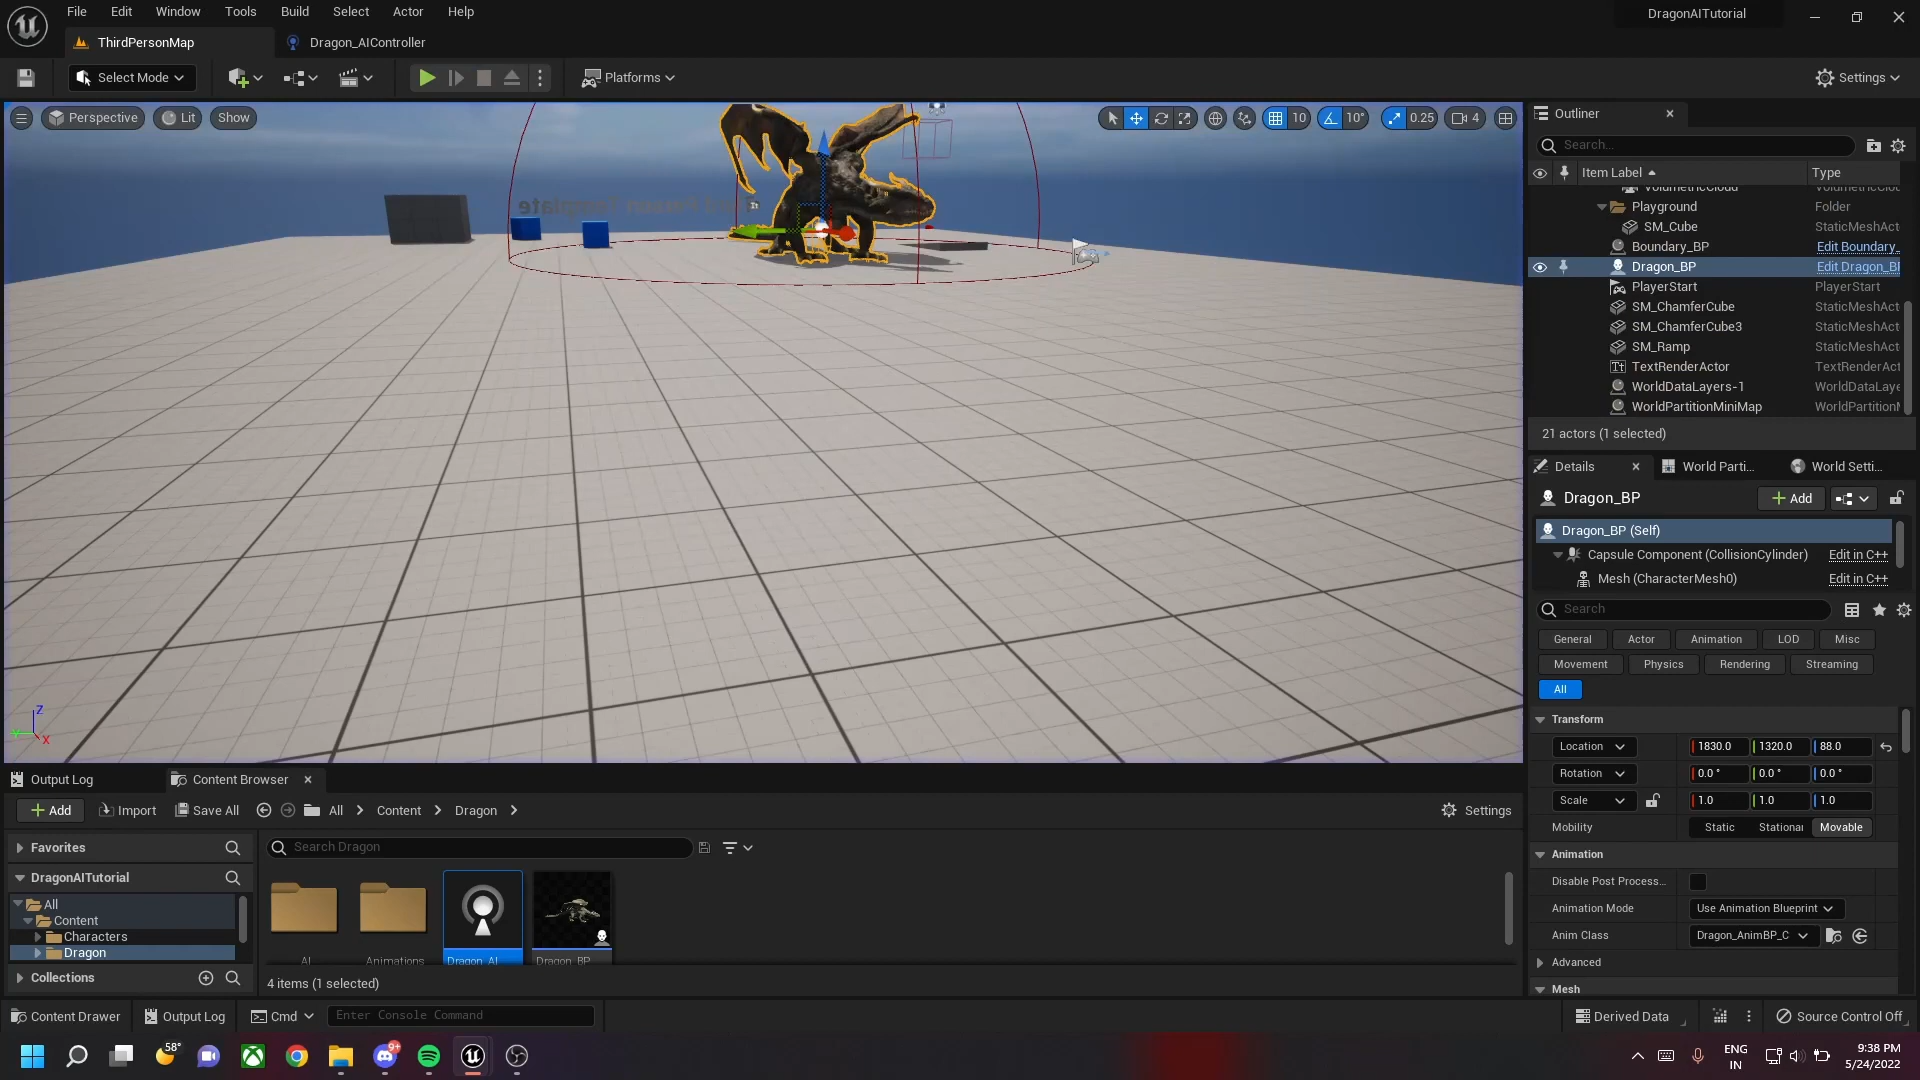 File Edit Window Tools Build Select Actor Help
DragonAITutorial
ThirdPersonMap
Dragon_AIController
Select Mode
Platforms
Settings
Perspective
Lit
Show
10
10°
0.25
4
Outliner
Search...
Item Label
Type
VolumetricCloud
VolumetricClou
Playground
Folder
SM_Cube
StaticMeshAct
Boundary_BP
Edit Boundary_
Dragon_BP
Edit Dragon_BP
PlayerStart
PlayerStart
SM_ChamferCube
StaticMeshAct
SM_ChamferCube3
StaticMeshAct
SM_Ramp
StaticMeshAct
TextRenderActor
TextRenderAct
WorldDataLayers-1
WorldDataLaye
WorldPartitionMiniMap
WorldPartitionM
21 actors (1 selected)
Details
World Parti...
World Setti...
Dragon_BP
Add
Dragon_BP (Self)
Capsule Component (CollisionCylinder)
Edit in C++
Mesh (CharacterMesh0)
Edit in C++
Search
General Actor Animation LOD Misc
Movement Physics Rendering Streaming
All
Transform
Location
1830.0 1320.0 88.0
Rotation
0.0 ° 0.0 ° 0.0 °
Scale
1.0 1.0 1.0
Mobility
Static Stationar Movable
Animation
Disable Post Process...
Animation Mode
Use Animation Blueprint
Anim Class
Dragon_AnimBP_C
Advanced
Mesh
Third Person Template
Z
Y
X
Output Log
Content Browser
Add
Import
Save All
All
Content
Dragon
Settings
Favorites
Search Dragon
DragonAITutorial
All
Content
Characters
Dragon
Collections
AI
Animations
Dragon_AI
Dragon_BP
4 items (1 selected)
Content Drawer
Output Log
Cmd
Enter Console Command
Derived Data
Source Control Off
58°
9+
ENG
IN
9:38 PM
5/24/2022